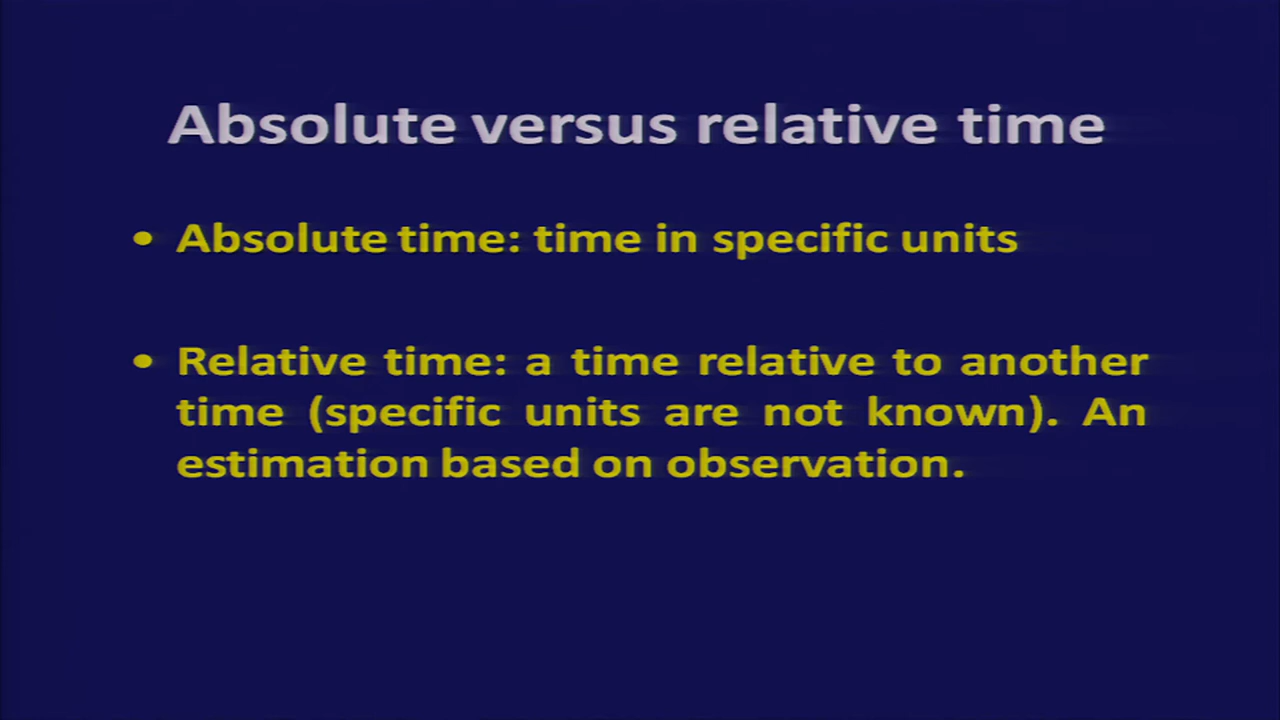 Absolute versus relative time
• Absolute time: time in specific units
• Relative time: a time relative to another
time (specific units are not known). An
estimation based on observation.